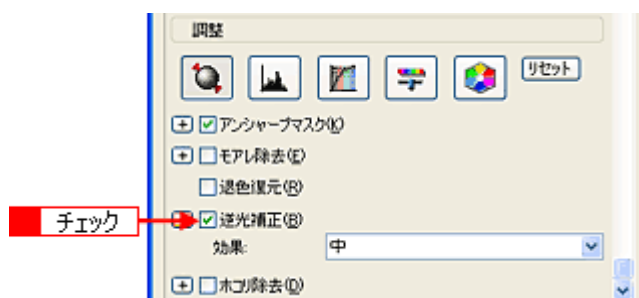 調整
リセット
アンシャープマスク(K)
モアレ除去(E)
退色復元(R)
チェック
逆光補正(B)
効果:
中
ホコリ除去(D)